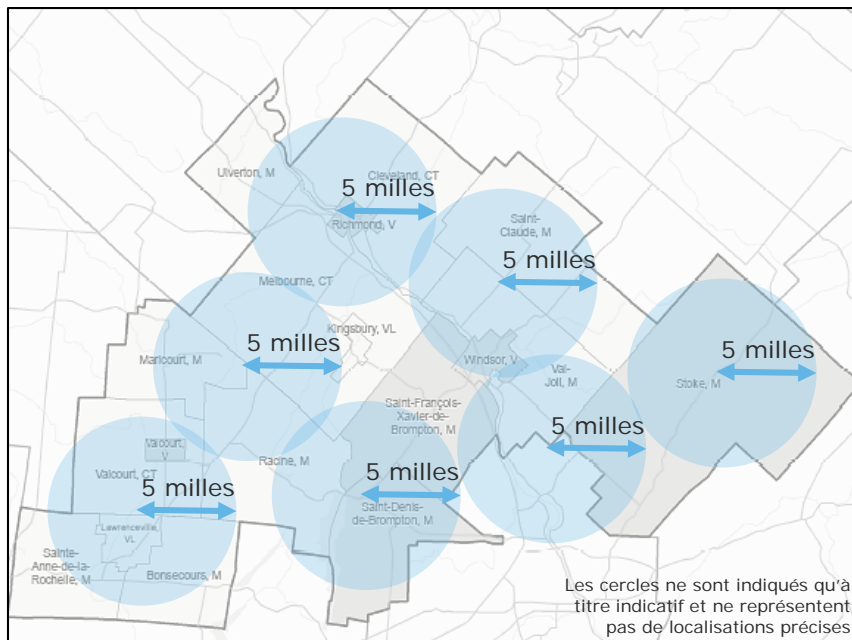 Ulverton, M
Cleveland, CT
5 milles
Richmond, V
Saint-
Claude, M
5 milles
Melbourne, CT
Kingsbury, VL
Maricourt, M
5 milles
Windsor, V
Val-
Joli, M
5 milles
Stoke, M
Saint-François-
Xavier-de-
Brompton, M
5 milles
Valcourt,
V
Racine, M
Valcourt, CT
5 milles
5 milles
Saint-Denis-
de-Brompton, M
Lawrenceville,
VL
Sainte-
Anne-de-la-
Rochelle, M
Bonsecours, M
Les cercles ne sont indiqués qu'à
titre indicatif et ne représentent
pas de localisations précises